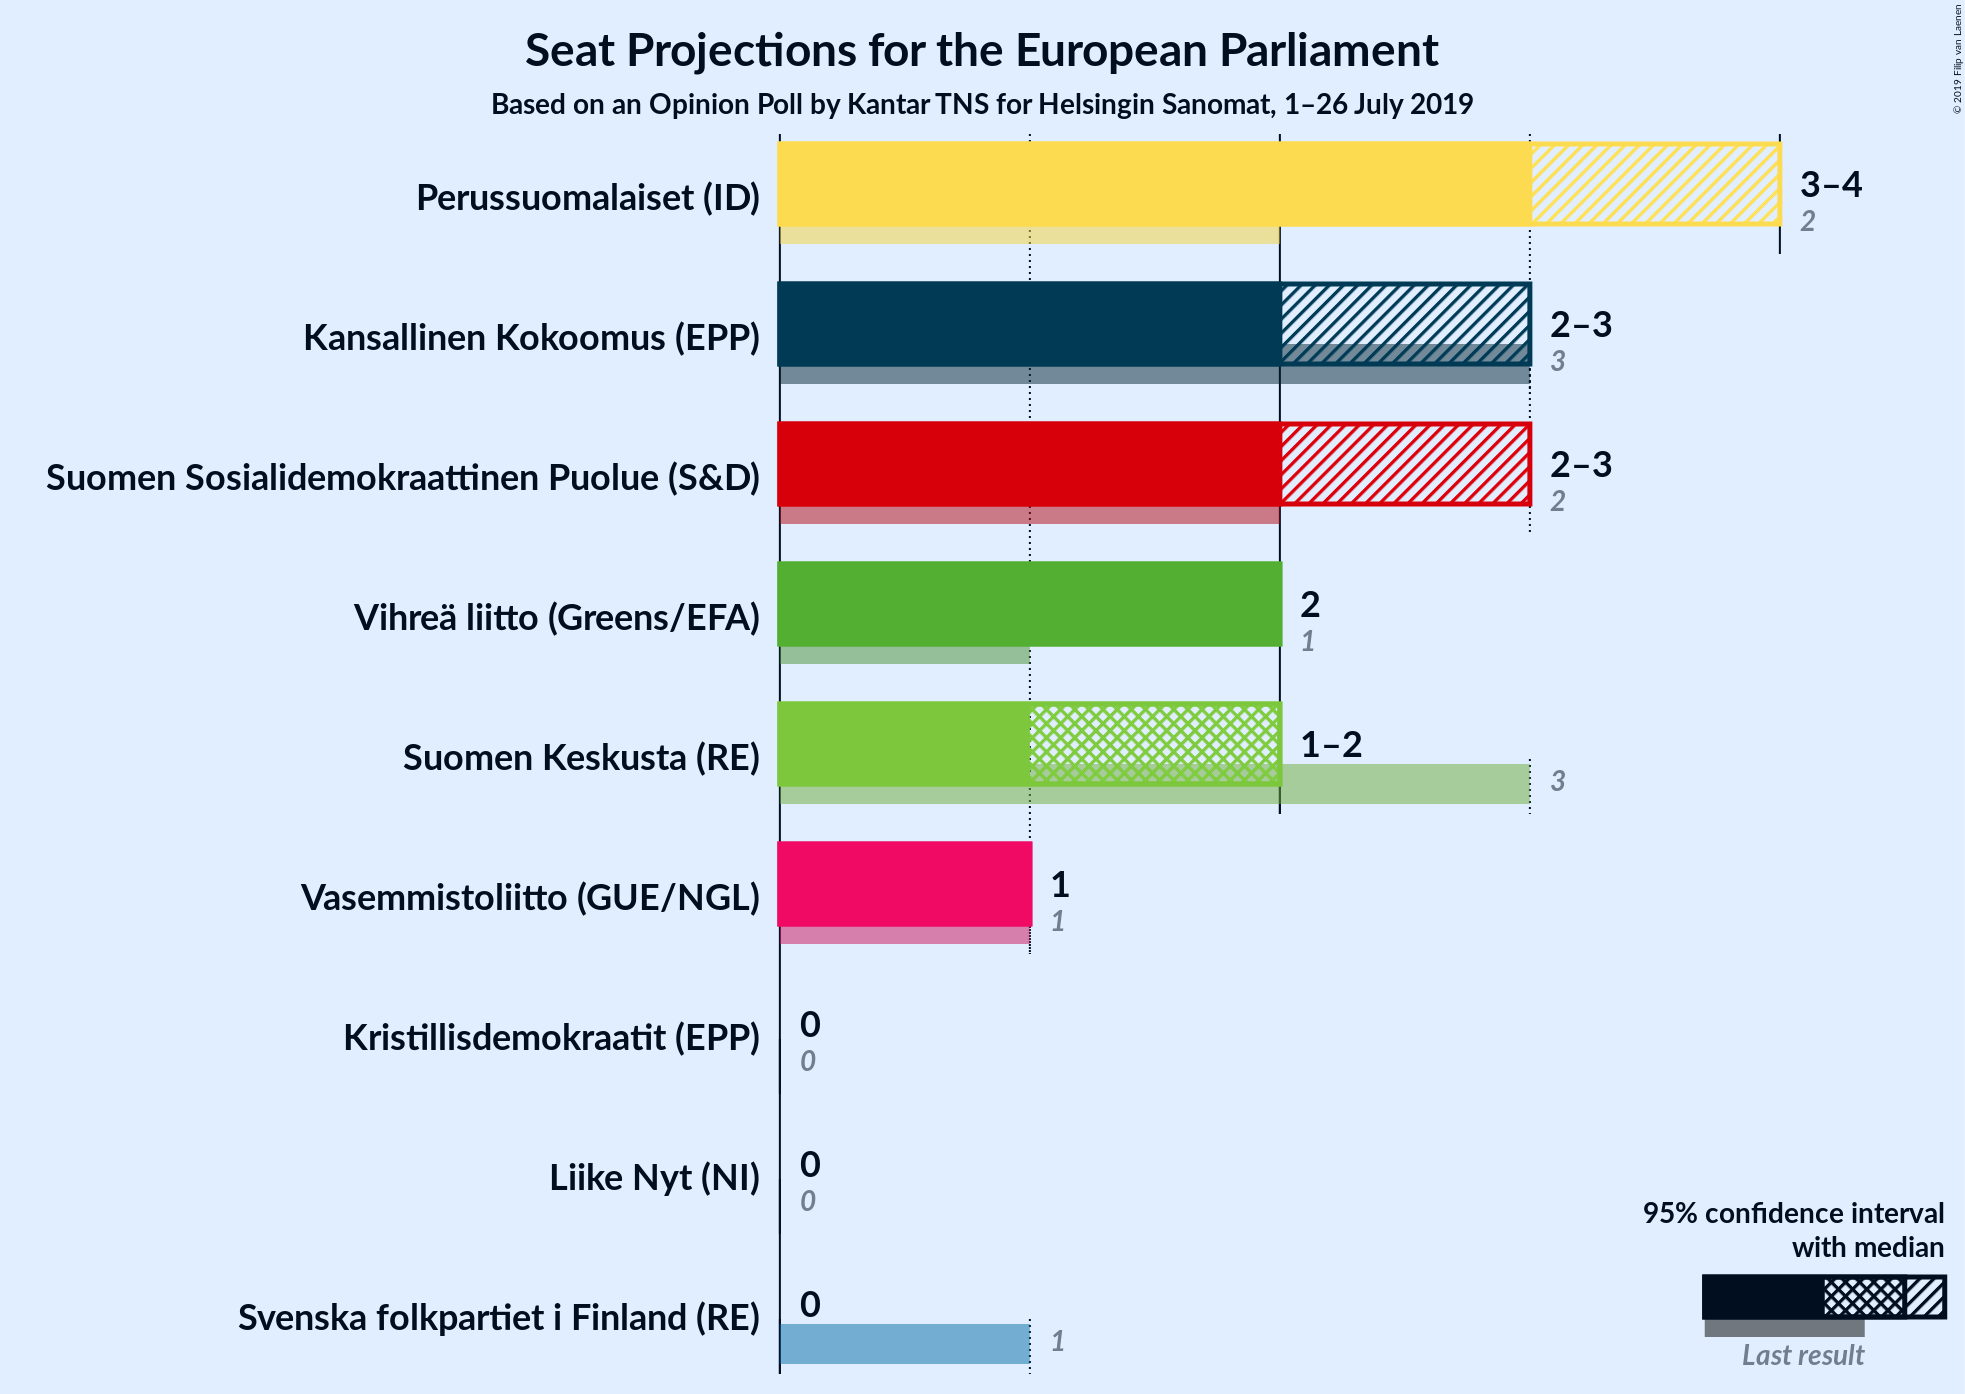 Seat Projections for the European Parliament
Based on an Opinion Poll by Kantar TNS for Helsingin Sanomat, 1–26 July 2019
© 2019 Filip van Laenen
Perussuomalaiset (ID)
3–4
2
Kansallinen Kokoomus (EPP)
2–3
3
Suomen Sosialidemokraattinen Puolue (S&D)
2–3
2
Vihreä liitto (Greens/EFA)
2
1
Suomen Keskusta (RE)
1–2
3
Vasemmistoliitto (GUE/NGL)
1
1
Kristillisdemokraatit (EPP)
0
0
Liike Nyt (NI)
0
0
Svenska folkpartiet i Finland (RE)
0
1
95% confidence interval
with median
Last result